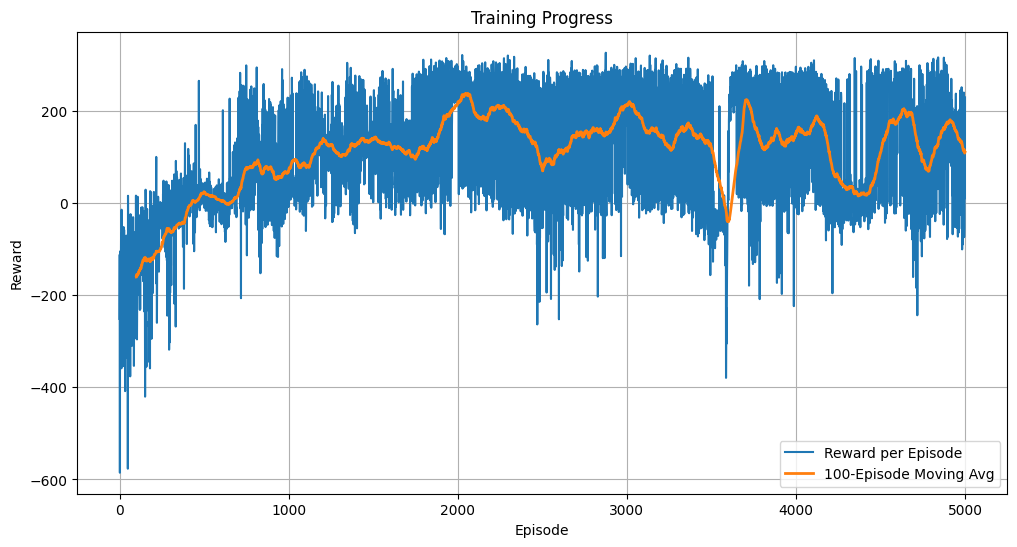 Training Progress
Reward
200
0
−200
−400
−600
0 1000 2000 3000 4000 5000
Episode
Reward per Episode
100-Episode Moving Avg